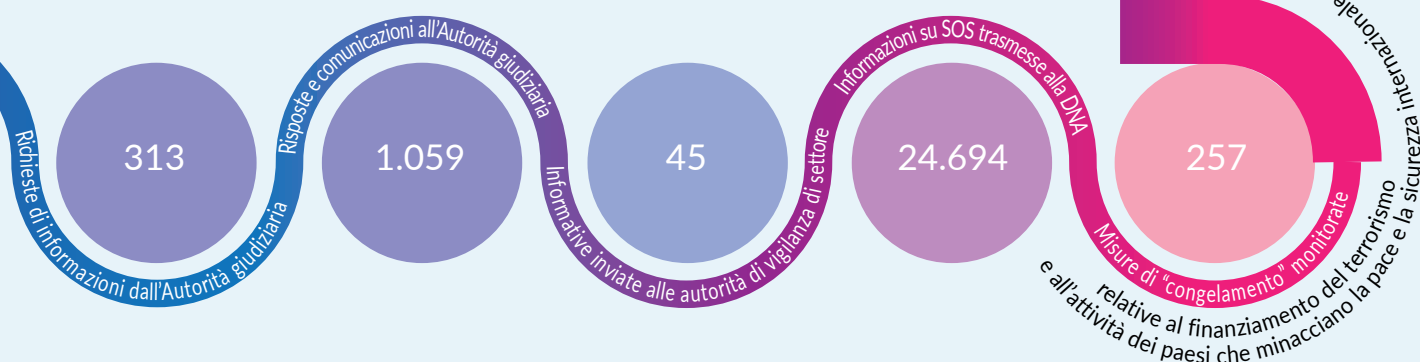 313
Richieste di informazioni dall'Autorità giudiziaria
1.059
Risposte e comunicazioni all'Autorità giudiziaria
45
Informative inviate alle autorità di vigilanza di settore
24.694
Informazioni su SOS trasmesse alla DNA
257
Misure di “congelamento” monitorate
relative al finanziamento del terrorismo
e all'attività dei paesi che minacciano la pace e la sicurezza internazionale